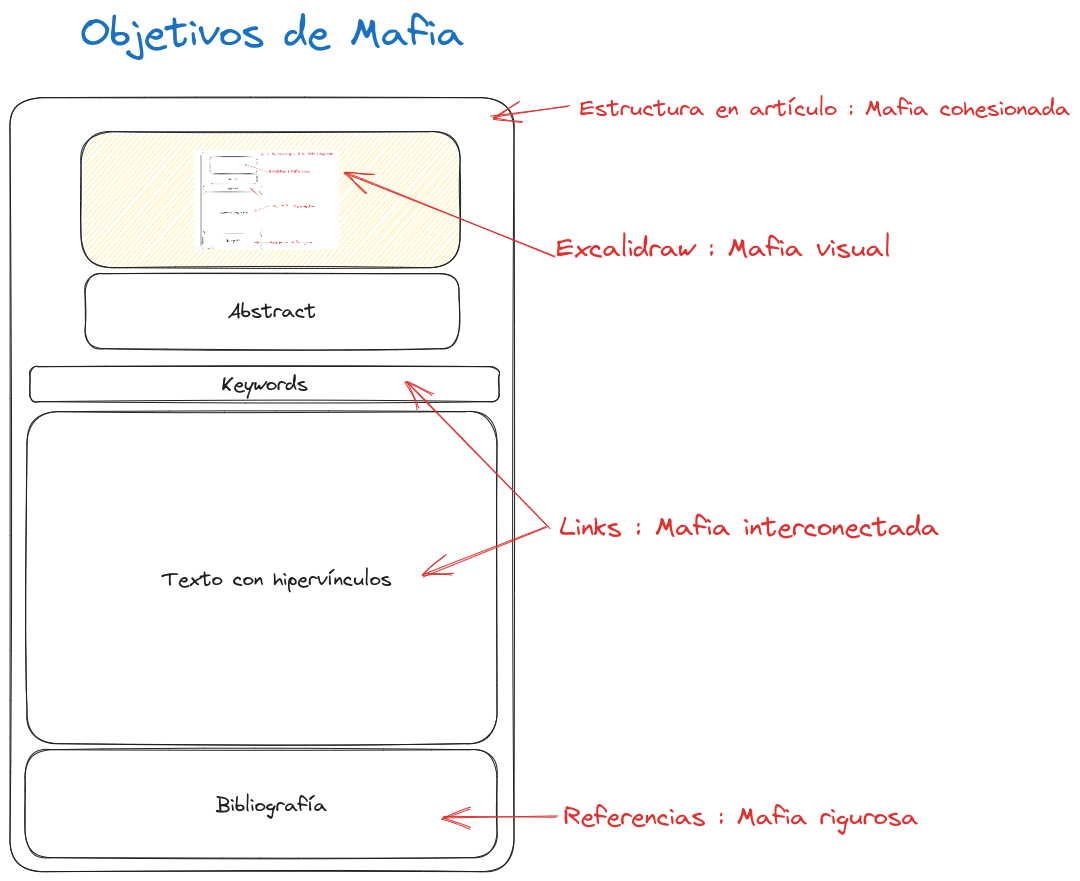 Objetivos de Mafia
Estructura en artículo : Mafia cohesionada
Excalidraw : Mafia visual
Abstract
Keywords
Links : Mafia interconectada
Texto con hipervínculos
Bibliografía
Referencias : Mafia rigurosa